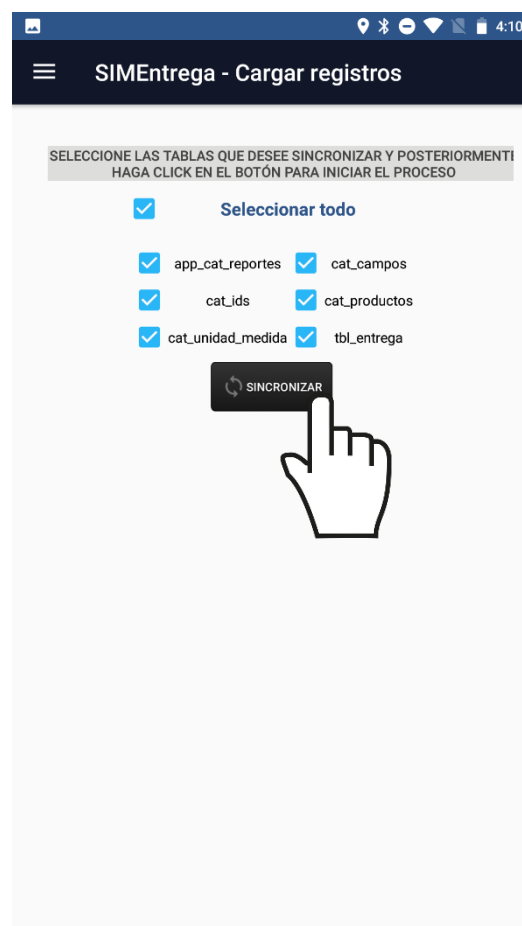 4:10
SIMEntrega - Cargar registros
SELECCIONE LAS TABLAS QUE DESEE SINCRONIZAR Y POSTERIORMENTE
HAGA CLICK EN EL BOTÓN PARA INICIAR EL PROCESO
Seleccionar todo
app_cat_reportes cat_campos
cat_ids cat_productos
cat_unidad_medida tbl_entrega
SINCRONIZAR